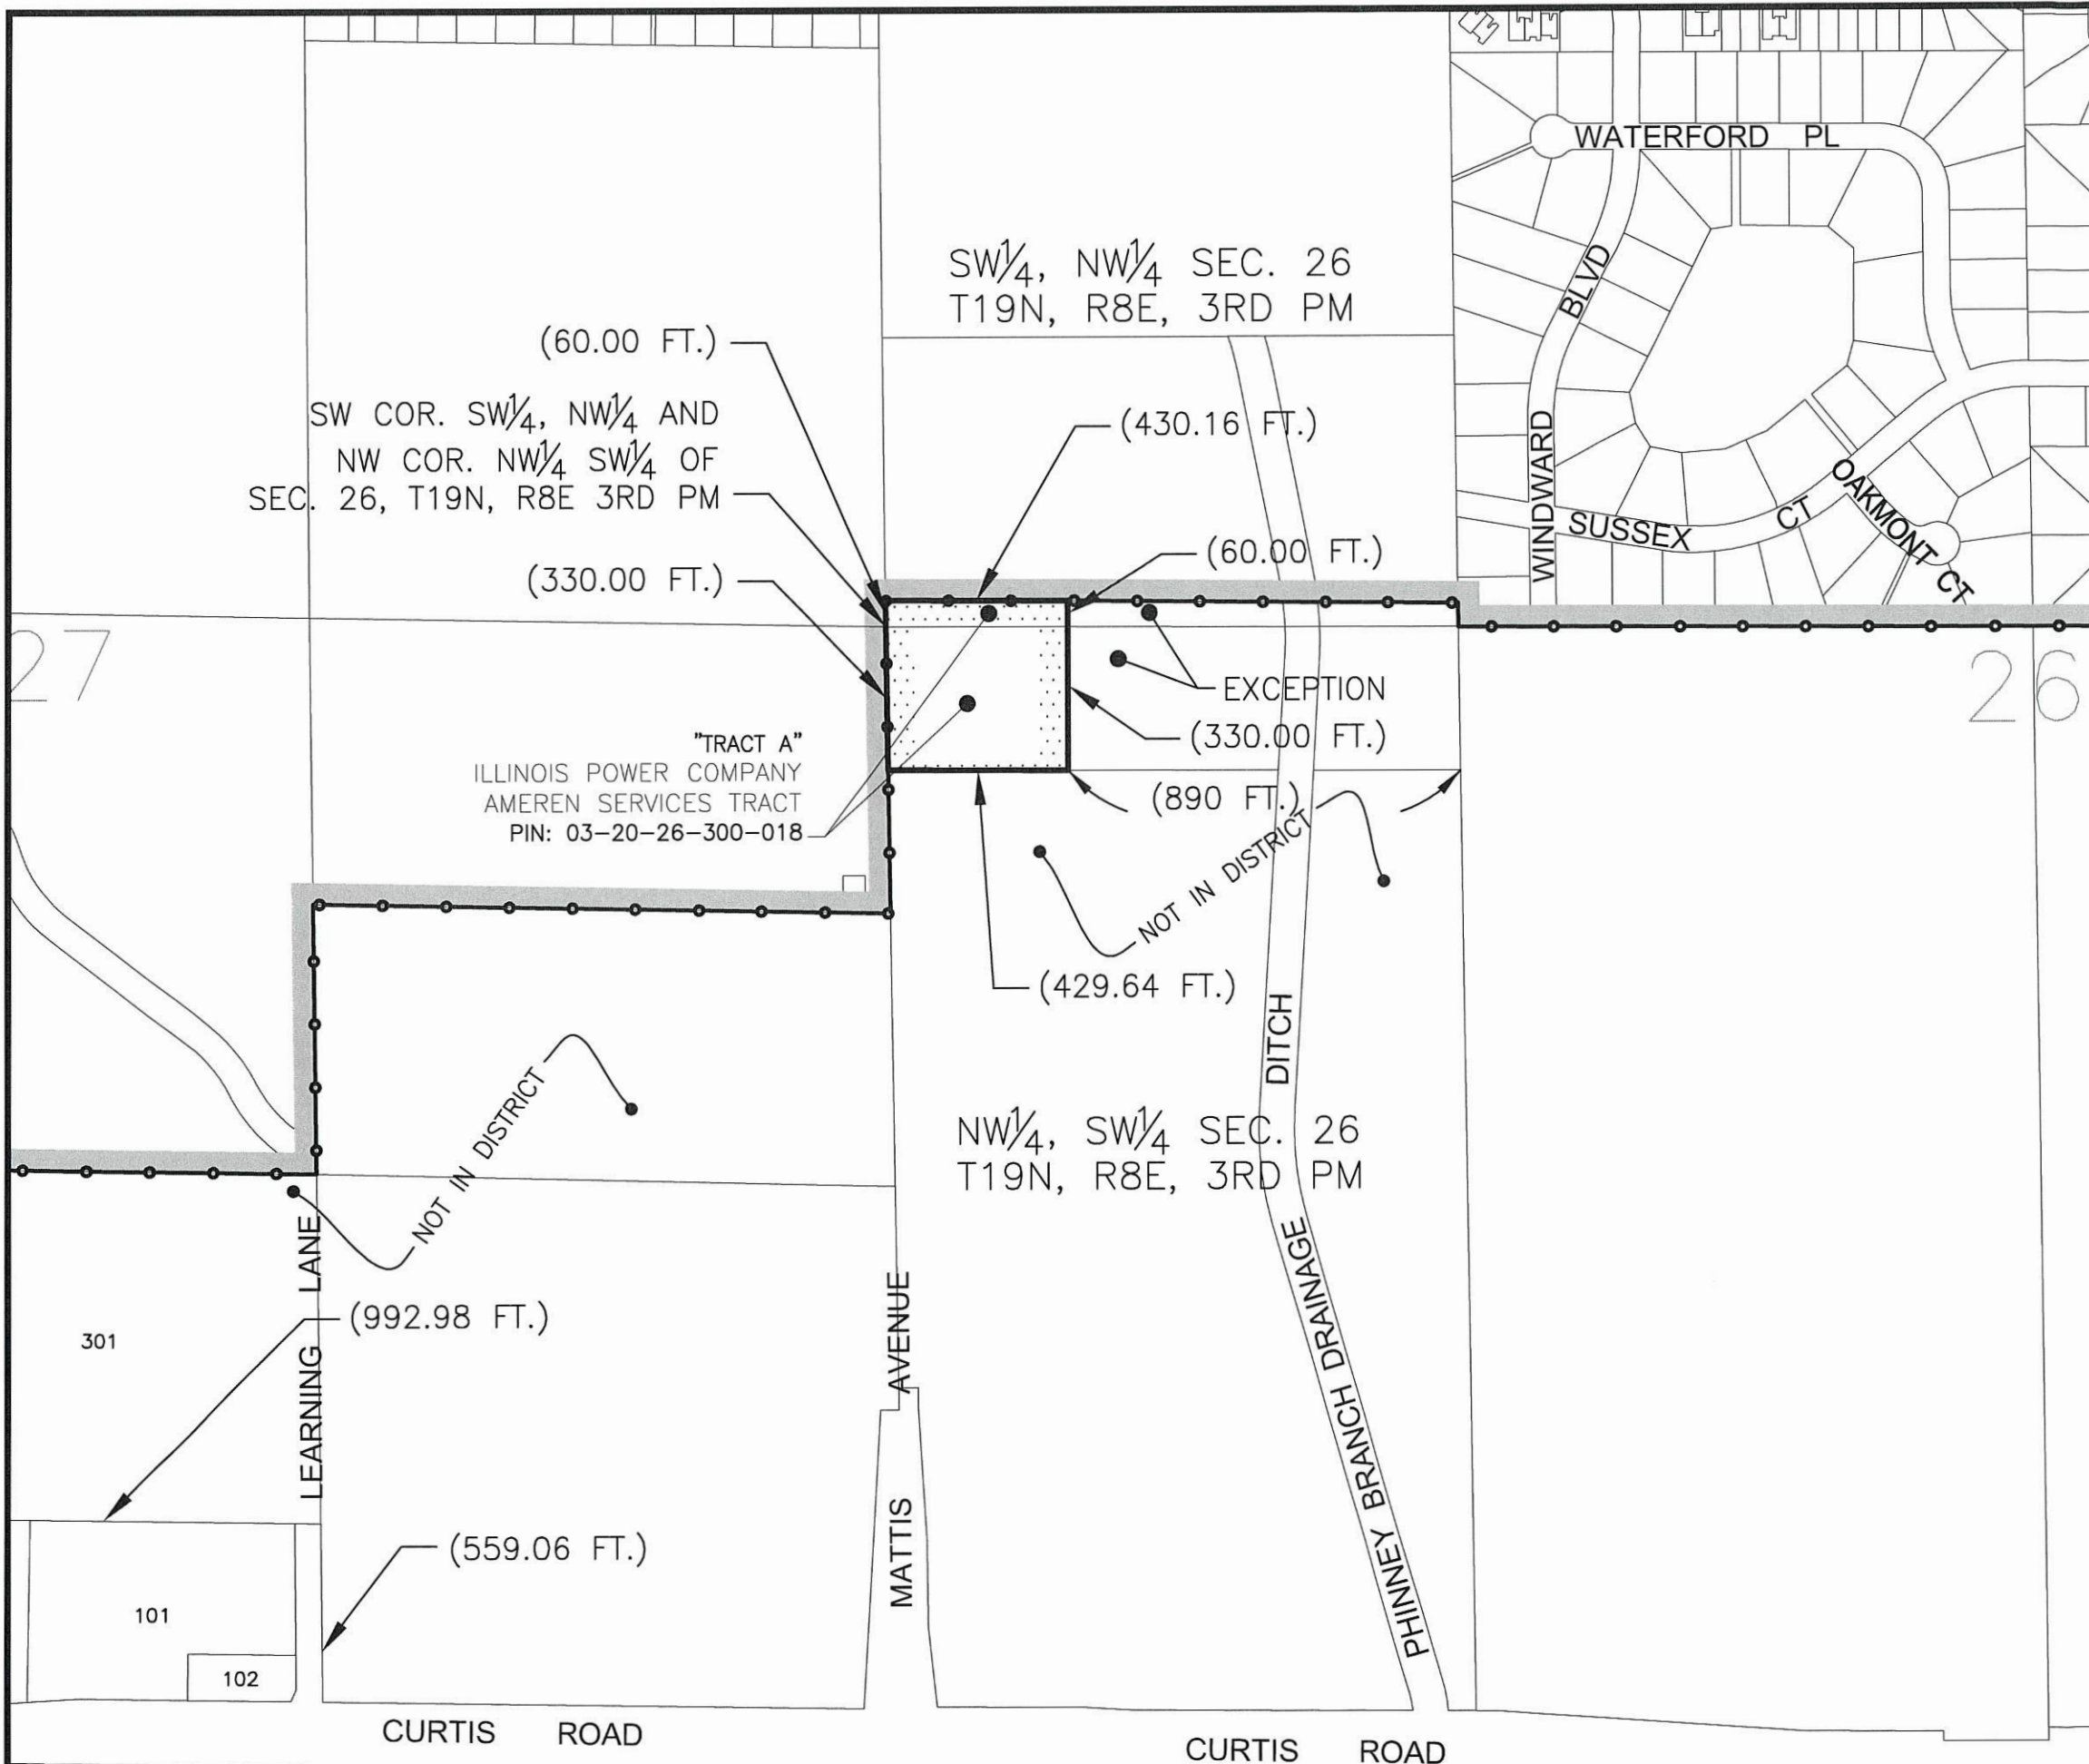 WATERFORD PL
SW¼, NW¼ SEC. 26
T19N, R8E, 3RD PM
WINDWARD BLVD
(60.00 FT.)
SW COR. SW¼, NW¼ AND
NW COR. NW¼ SW¼ OF
SEC. 26, T19N, R8E 3RD PM
(430.16 FT.)
SUSSEX CT
OAKMONT CT
(60.00 FT.)
(330.00 FT.)
27
26
EXCEPTION
(330.00 FT.)
"TRACT A"
ILLINOIS POWER COMPANY
AMEREN SERVICES TRACT
PIN: 03-20-26-300-018
(890 FT.)
NOT IN DISTRICT
(429.64 FT.)
NOT IN DISTRICT
NW¼, SW¼ SEC. 26
T19N, R8E, 3RD PM
PHINNEY BRANCH DRAINAGE DITCH
LEARNING LANE
(992.98 FT.)
301
MATTIS AVENUE
(559.06 FT.)
101
102
CURTIS ROAD
CURTIS ROAD